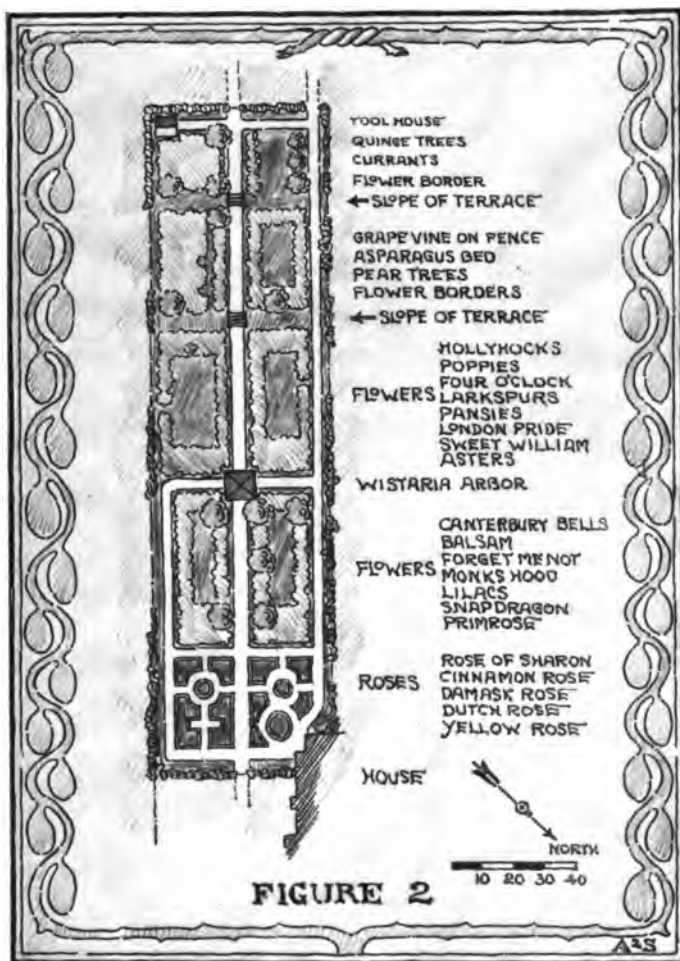 TOOL HOUSE
QUINCE TREES
CURRANTS
FLOWER BORDER
←SLOPE OF TERRACE
GRAPEVINE ON FENCE
ASPARAGUS BED
PEAR TREES
FLOWER BORDERS
←SLOPE OF TERRACE
FLOWERS
HOLLYHOCKS
POPPIES
FOUR O'CLOCK
LARKSPURS
PANSIES
LONDON PRIDE
SWEET WILLIAM
ASTERS
WISTARIA ARBOR
FLOWERS
CANTERBURY BELLS
BALSAM
FORGET ME NOT
MONKS HOOD
LILACS
SNAPDRAGON
PRIMROSE
ROSES
ROSE OF SHARON
CINNAMON ROSE
DAMASK ROSE
DUTCH ROSE
YELLOW ROSE
HOUSE
NORTH
10 20 30 40
FIGURE 2
A2S